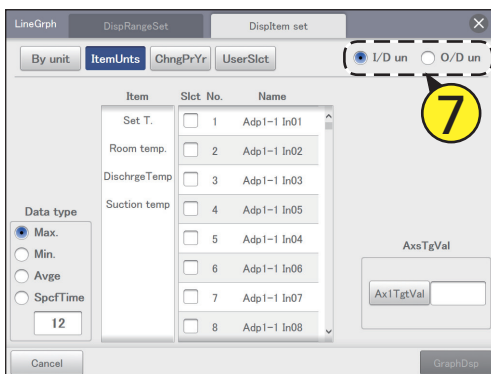 LineGrph DispRangeSet DispItem set
By unit ItemUnts ChngPrYr UserSlct I/D un O/D un
7
Item Slct No. Name
Set T. 1 Adp1-1 In01
Room temp. 2 Adp1-1 In02
DischrgeTemp 3 Adp1-1 In03
Suction temp 4 Adp1-1 In05
5 Adp1-1 In04
6 Adp1-1 In06
7 Adp1-1 In07
8 Adp1-1 In08
Data type
Max.
Min.
Avge
SpcfTime
12
AxsTgVal
Ax1TgtVal
Cancel GraphDsp